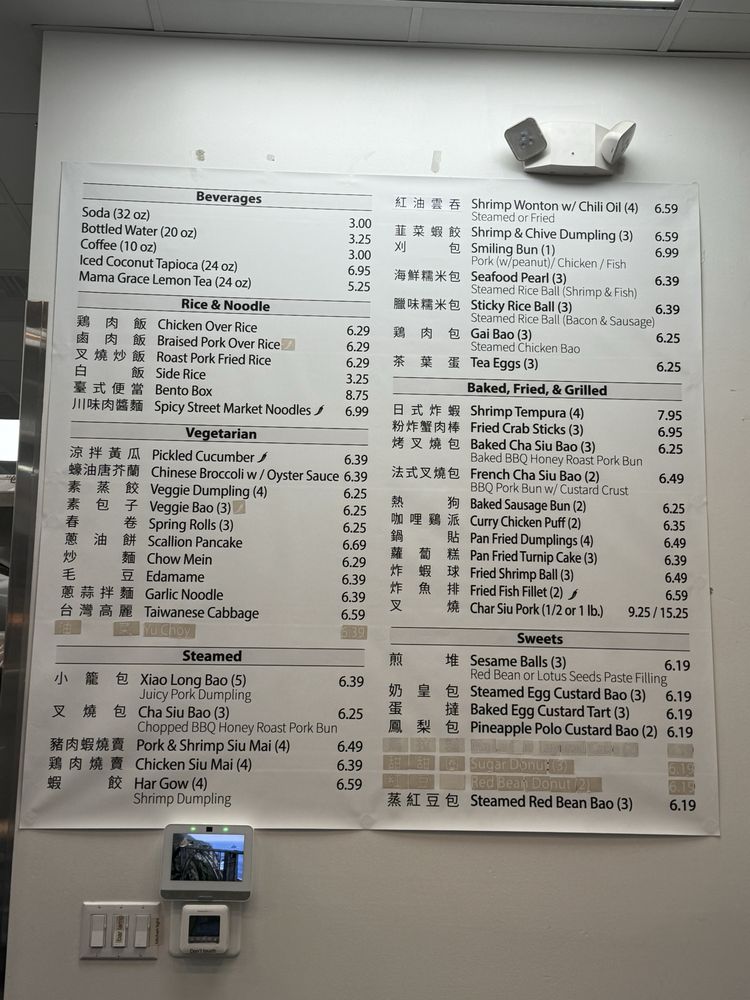 Beverages
Soda (32 oz) 3.00
Bottled Water (20 oz) 3.25
Coffee (10 oz) 3.00
Iced Coconut Tapioca (24 oz) 6.95
Mama Grace Lemon Tea (24 oz) 5.25
Rice & Noodle
鶏肉飯 Chicken Over Rice 6.29
鹵肉飯 Braised Pork Over Rice 6.29
叉燒炒飯 Roast Pork Fried Rice 6.29
白飯 Side Rice 3.25
臺式便當 Bento Box 8.75
川味肉醬麵 Spicy Street Market Noodles 6.99
Vegetarian
涼拌黃瓜 Pickled Cucumber 6.39
蠔油唐芥蘭 Chinese Broccoli w/ Oyster Sauce 6.39
素蒸餃 Veggie Dumpling (4) 6.25
素包子 Veggie Bao (3) 6.25
春卷 Spring Rolls (3) 6.25
蔥油餅 Scallion Pancake 6.69
炒麵 Chow Mein 6.29
毛豆 Edamame 6.39
蔥蒜拌麵 Garlic Noodle 6.39
台灣高麗 Taiwanese Cabbage 6.59
油 Yu Choy 6.39
Steamed
小籠包 Xiao Long Bao (5) 6.39
Juicy Pork Dumpling
叉燒包 Cha Siu Bao (3) 6.25
Chopped BBQ Honey Roast Pork Bun
豬肉蝦燒賣 Pork & Shrimp Siu Mai (4) 6.49
鶏肉燒賣 Chicken Siu Mai (4) 6.39
蝦餃 Har Gow (4) 6.59
Shrimp Dumpling
紅油雲吞 Shrimp Wonton w/ Chili Oil (4) 6.59
Steamed or Fried
韮菜蝦餃 Shrimp & Chive Dumpling (3) 6.59
刈包 Smiling Bun (1) 6.99
Pork (w/peanut)/ Chicken / Fish
海鮮糯米包 Seafood Pearl (3) 6.39
Steamed Rice Ball (Shrimp & Fish)
臘味糯米包 Sticky Rice Ball (3) 6.39
Steamed Rice Ball (Bacon & Sausage)
鶏肉包 Gai Bao (3) 6.25
Steamed Chicken Bao
茶葉蛋 Tea Eggs (3) 6.25
Baked, Fried, & Grilled
日式炸蝦 Shrimp Tempura (4) 7.95
粉炸蟹肉棒 Fried Crab Sticks (3) 6.95
烤叉燒包 Baked Cha Siu Bao (3) 6.25
Baked BBQ Honey Roast Pork Bun
法式叉燒包 French Cha Siu Bao (2) 6.49
BBQ Pork Bun w/ Custard Crust
熱狗 Baked Sausage Bun (2) 6.25
咖哩鷄派 Curry Chicken Puff (2) 6.35
鍋貼 Pan Fried Dumplings (4) 6.49
蘿蔔糕 Pan Fried Turnip Cake (3) 6.39
炸蝦球 Fried Shrimp Ball (3) 6.49
炸魚排 Fried Fish Fillet (2) 6.59
叉燒 Char Siu Pork (1/2 or 1 lb.) 9.25 / 15.25
Sweets
煎堆 Sesame Balls (3) 6.19
Red Bean or Lotus Seeds Paste Filling
奶皇包 Steamed Egg Custard Bao (3) 6.19
蛋撻 Baked Egg Custard Tart (3) 6.19
鳳梨包 Pineapple Polo Custard Bao (2) 6.19
6.19
甜甜 Sugar Donut (3) 6.19
紅豆 Red Bean Donut (2) 6.19
蒸紅豆包 Steamed Red Bean Bao (3) 6.19
Don't touch